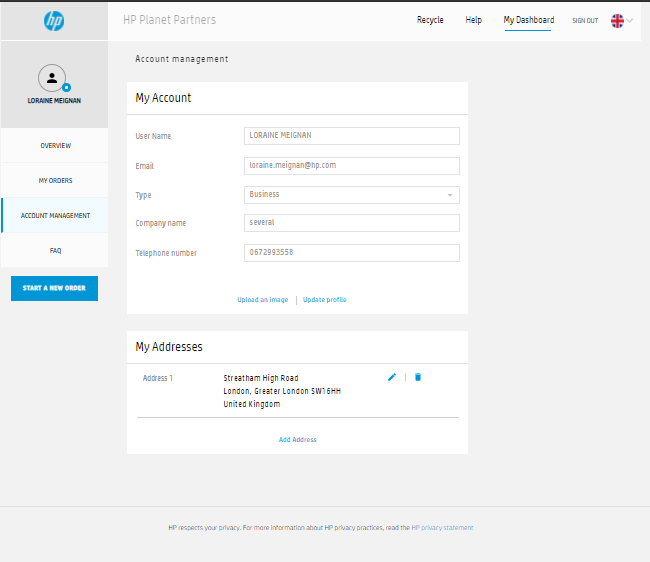 hp
HP Planet Partners
Recycle
Help
My Dashboard
SIGN OUT
LORAINE MEIGNAN
OVERVIEW
MY ORDERS
ACCOUNT MANAGEMENT
FAQ
START A NEW ORDER
Account management
My Account
User Name
LORAINE MEIGNAN
Email
loraine.meignan@hp.com
Type
Business
Company name
several
Telephone number
0672993558
Upload an image | Update profile
My Addresses
Address 1
Streatham High Road
London, Greater London SW16HH
United Kingdom
Add Address
HP respects your privacy. For more information about HP privacy practices, read the HP privacy statement